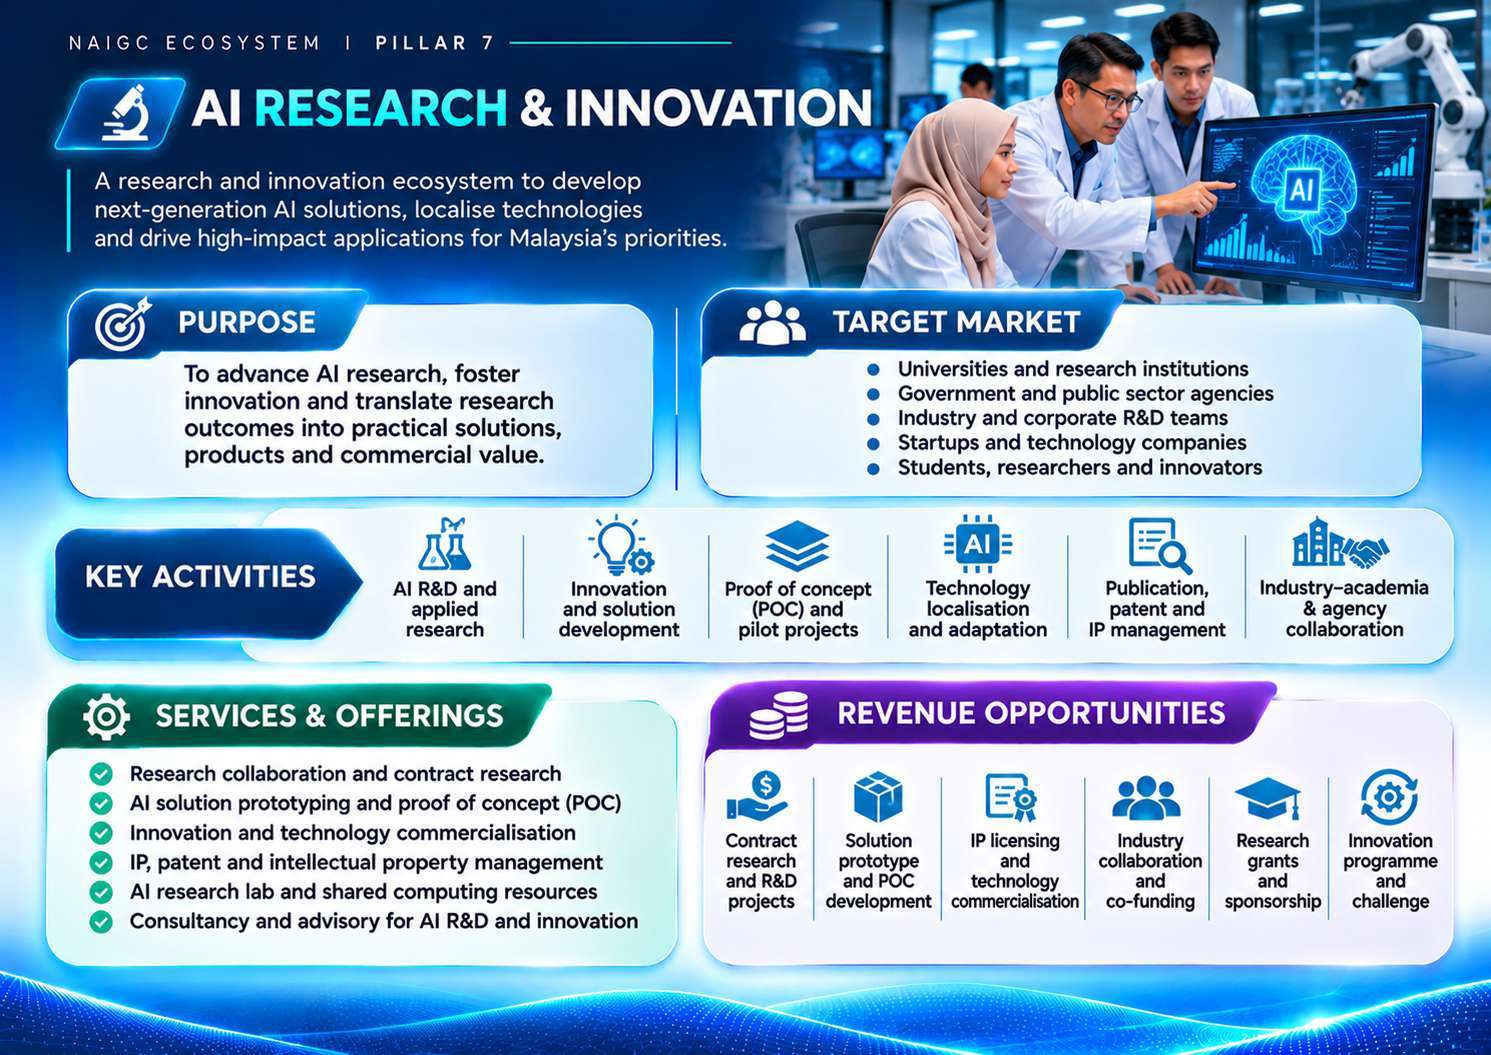 NAIGC ECOSYSTEM | PILLAR 7
AI RESEARCH & INNOVATION
A research and innovation ecosystem to develop
next-generation AI solutions, localise technologies
and drive high-impact applications for Malaysia's priorities.
AI
PURPOSE
To advance AI research, foster
innovation and translate research
outcomes into practical solutions,
products and commercial value.
TARGET MARKET
Universities and research institutions
Government and public sector agencies
Industry and corporate R&D teams
Startups and technology companies
Students, researchers and innovators
KEY ACTIVITIES
AI R&D and
applied
research
Innovation
and solution
development
Proof of concept
(POC) and
pilot projects
AI
Technology
localisation
and adaptation
Publication,
patent and
IP management
Industry–academia
& agency
collaboration
SERVICES & OFFERINGS
Research collaboration and contract research
AI solution prototyping and proof of concept (POC)
Innovation and technology commercialisation
IP, patent and intellectual property management
AI research lab and shared computing resources
Consultancy and advisory for AI R&D and innovation
REVENUE OPPORTUNITIES
$
Contract
research
and R&D
projects
Solution
prototype
and POC
development
IP licensing
and
technology
commercialisation
Industry
collaboration
and
co-funding
Research
grants
and
sponsorship
Innovation
programme
and
challenge